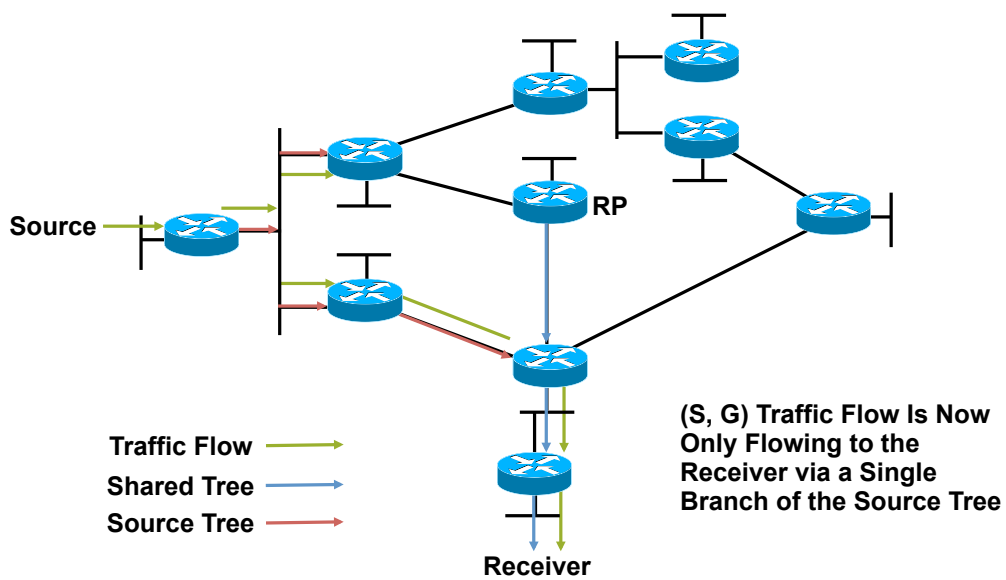 RP
Source
(S, G) Traffic Flow Is Now
Only Flowing to the
Receiver via a Single
Branch of the Source Tree
Traffic Flow
Shared Tree
Source Tree
Receiver